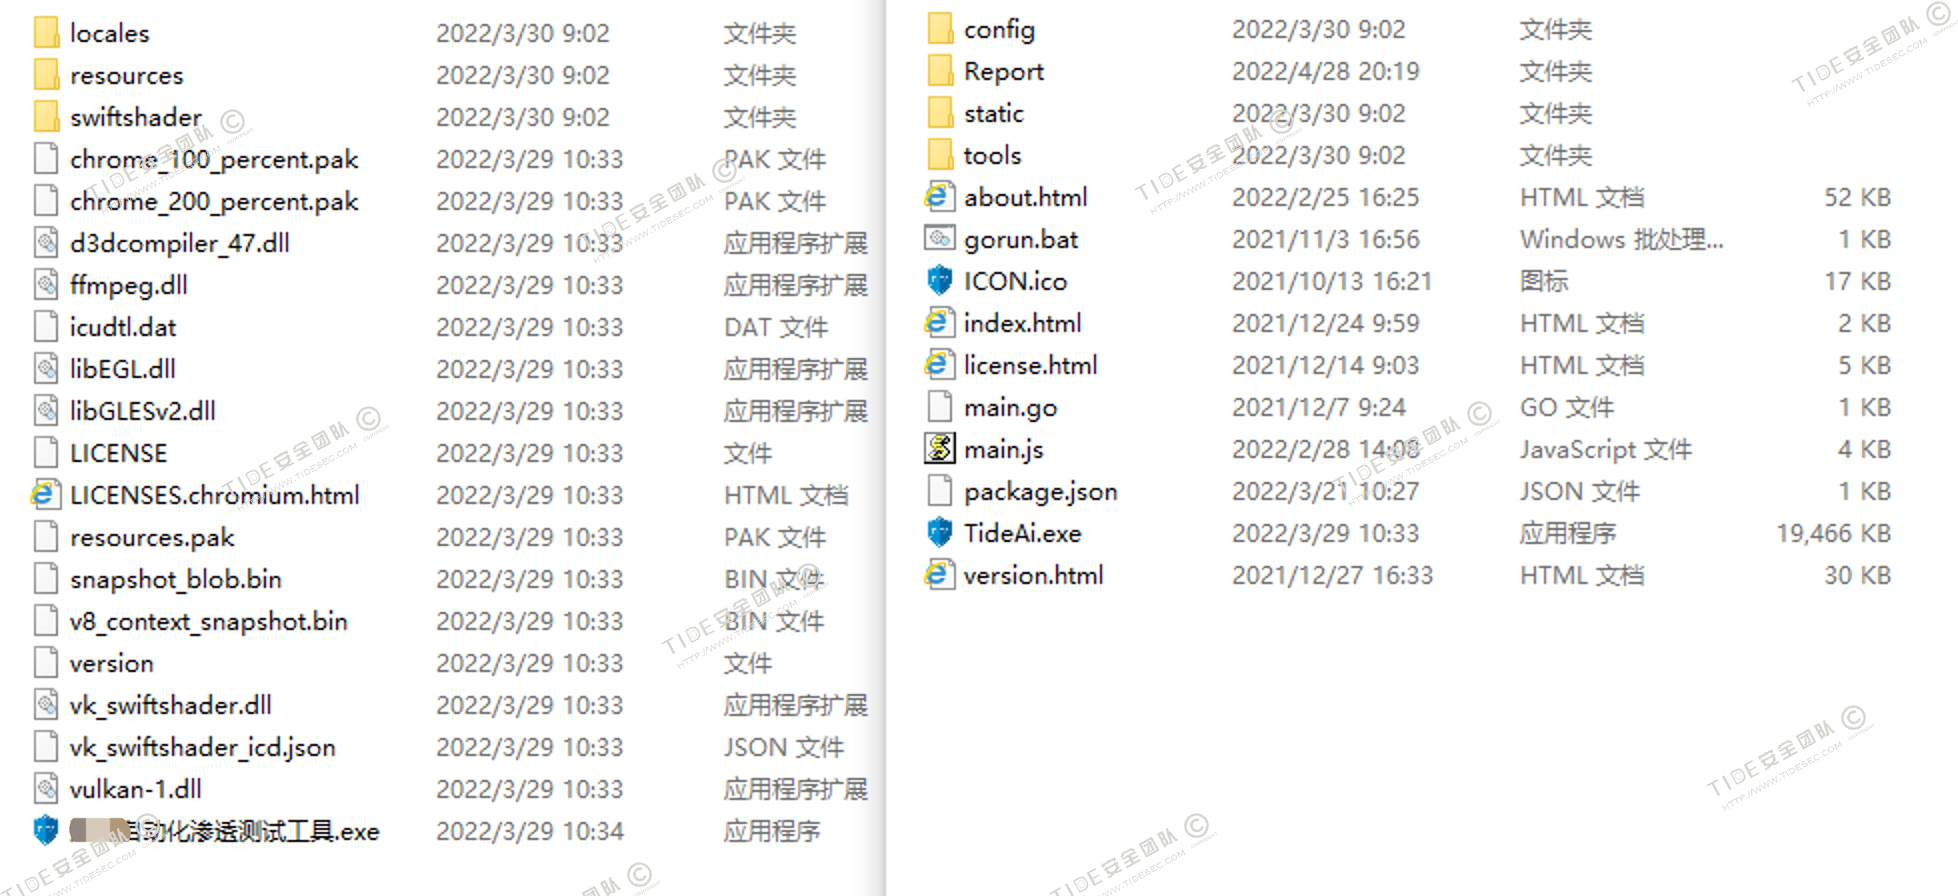 locales 2022/3/30 9:02 文件夹
resources 2022/3/30 9:02 文件夹
swiftshader 2022/3/30 9:02 文件夹
chrome_100_percent.pak 2022/3/29 10:33 PAK 文件
chrome_200_percent.pak 2022/3/29 10:33 PAK 文件
d3dcompiler_47.dll 2022/3/29 10:33 应用程序扩展
ffmpeg.dll 2022/3/29 10:33 应用程序扩展
icudtl.dat 2022/3/29 10:33 DAT 文件
libEGL.dll 2022/3/29 10:33 应用程序扩展
libGLESv2.dll 2022/3/29 10:33 应用程序扩展
LICENSE 2022/3/29 10:33 文件
LICENSES.chromium.html 2022/3/29 10:33 HTML 文档
resources.pak 2022/3/29 10:33 PAK 文件
snapshot_blob.bin 2022/3/29 10:33 BIN 文件
v8_context_snapshot.bin 2022/3/29 10:33 BIN 文件
version 2022/3/29 10:33 文件
vk_swiftshader.dll 2022/3/29 10:33 应用程序扩展
vk_swiftshader_icd.json 2022/3/29 10:33 JSON 文件
vulkan-1.dll 2022/3/29 10:33 应用程序扩展
自动化渗透测试工具.exe 2022/3/29 10:34 应用程序
config 2022/3/30 9:02 文件夹
Report 2022/4/28 20:19 文件夹
static 2022/3/30 9:02 文件夹
tools 2022/3/30 9:02 文件夹
about.html 2022/2/25 16:25 HTML 文档 52 KB
gorun.bat 2021/11/3 16:56 Windows 批处理... 1 KB
ICON.ico 2021/10/13 16:21 图标 17 KB
index.html 2021/12/24 9:59 HTML 文档 2 KB
license.html 2021/12/14 9:03 HTML 文档 5 KB
main.go 2021/12/7 9:24 GO 文件 1 KB
main.js 2022/2/28 14:08 JavaScript 文件 4 KB
package.json 2022/3/21 10:27 JSON 文件 1 KB
TideAi.exe 2022/3/29 10:33 应用程序 19,466 KB
version.html 2021/12/27 16:33 HTML 文档 30 KB
TIDE安全团队 ©
HTTP://WWW.TIDESEC.COM